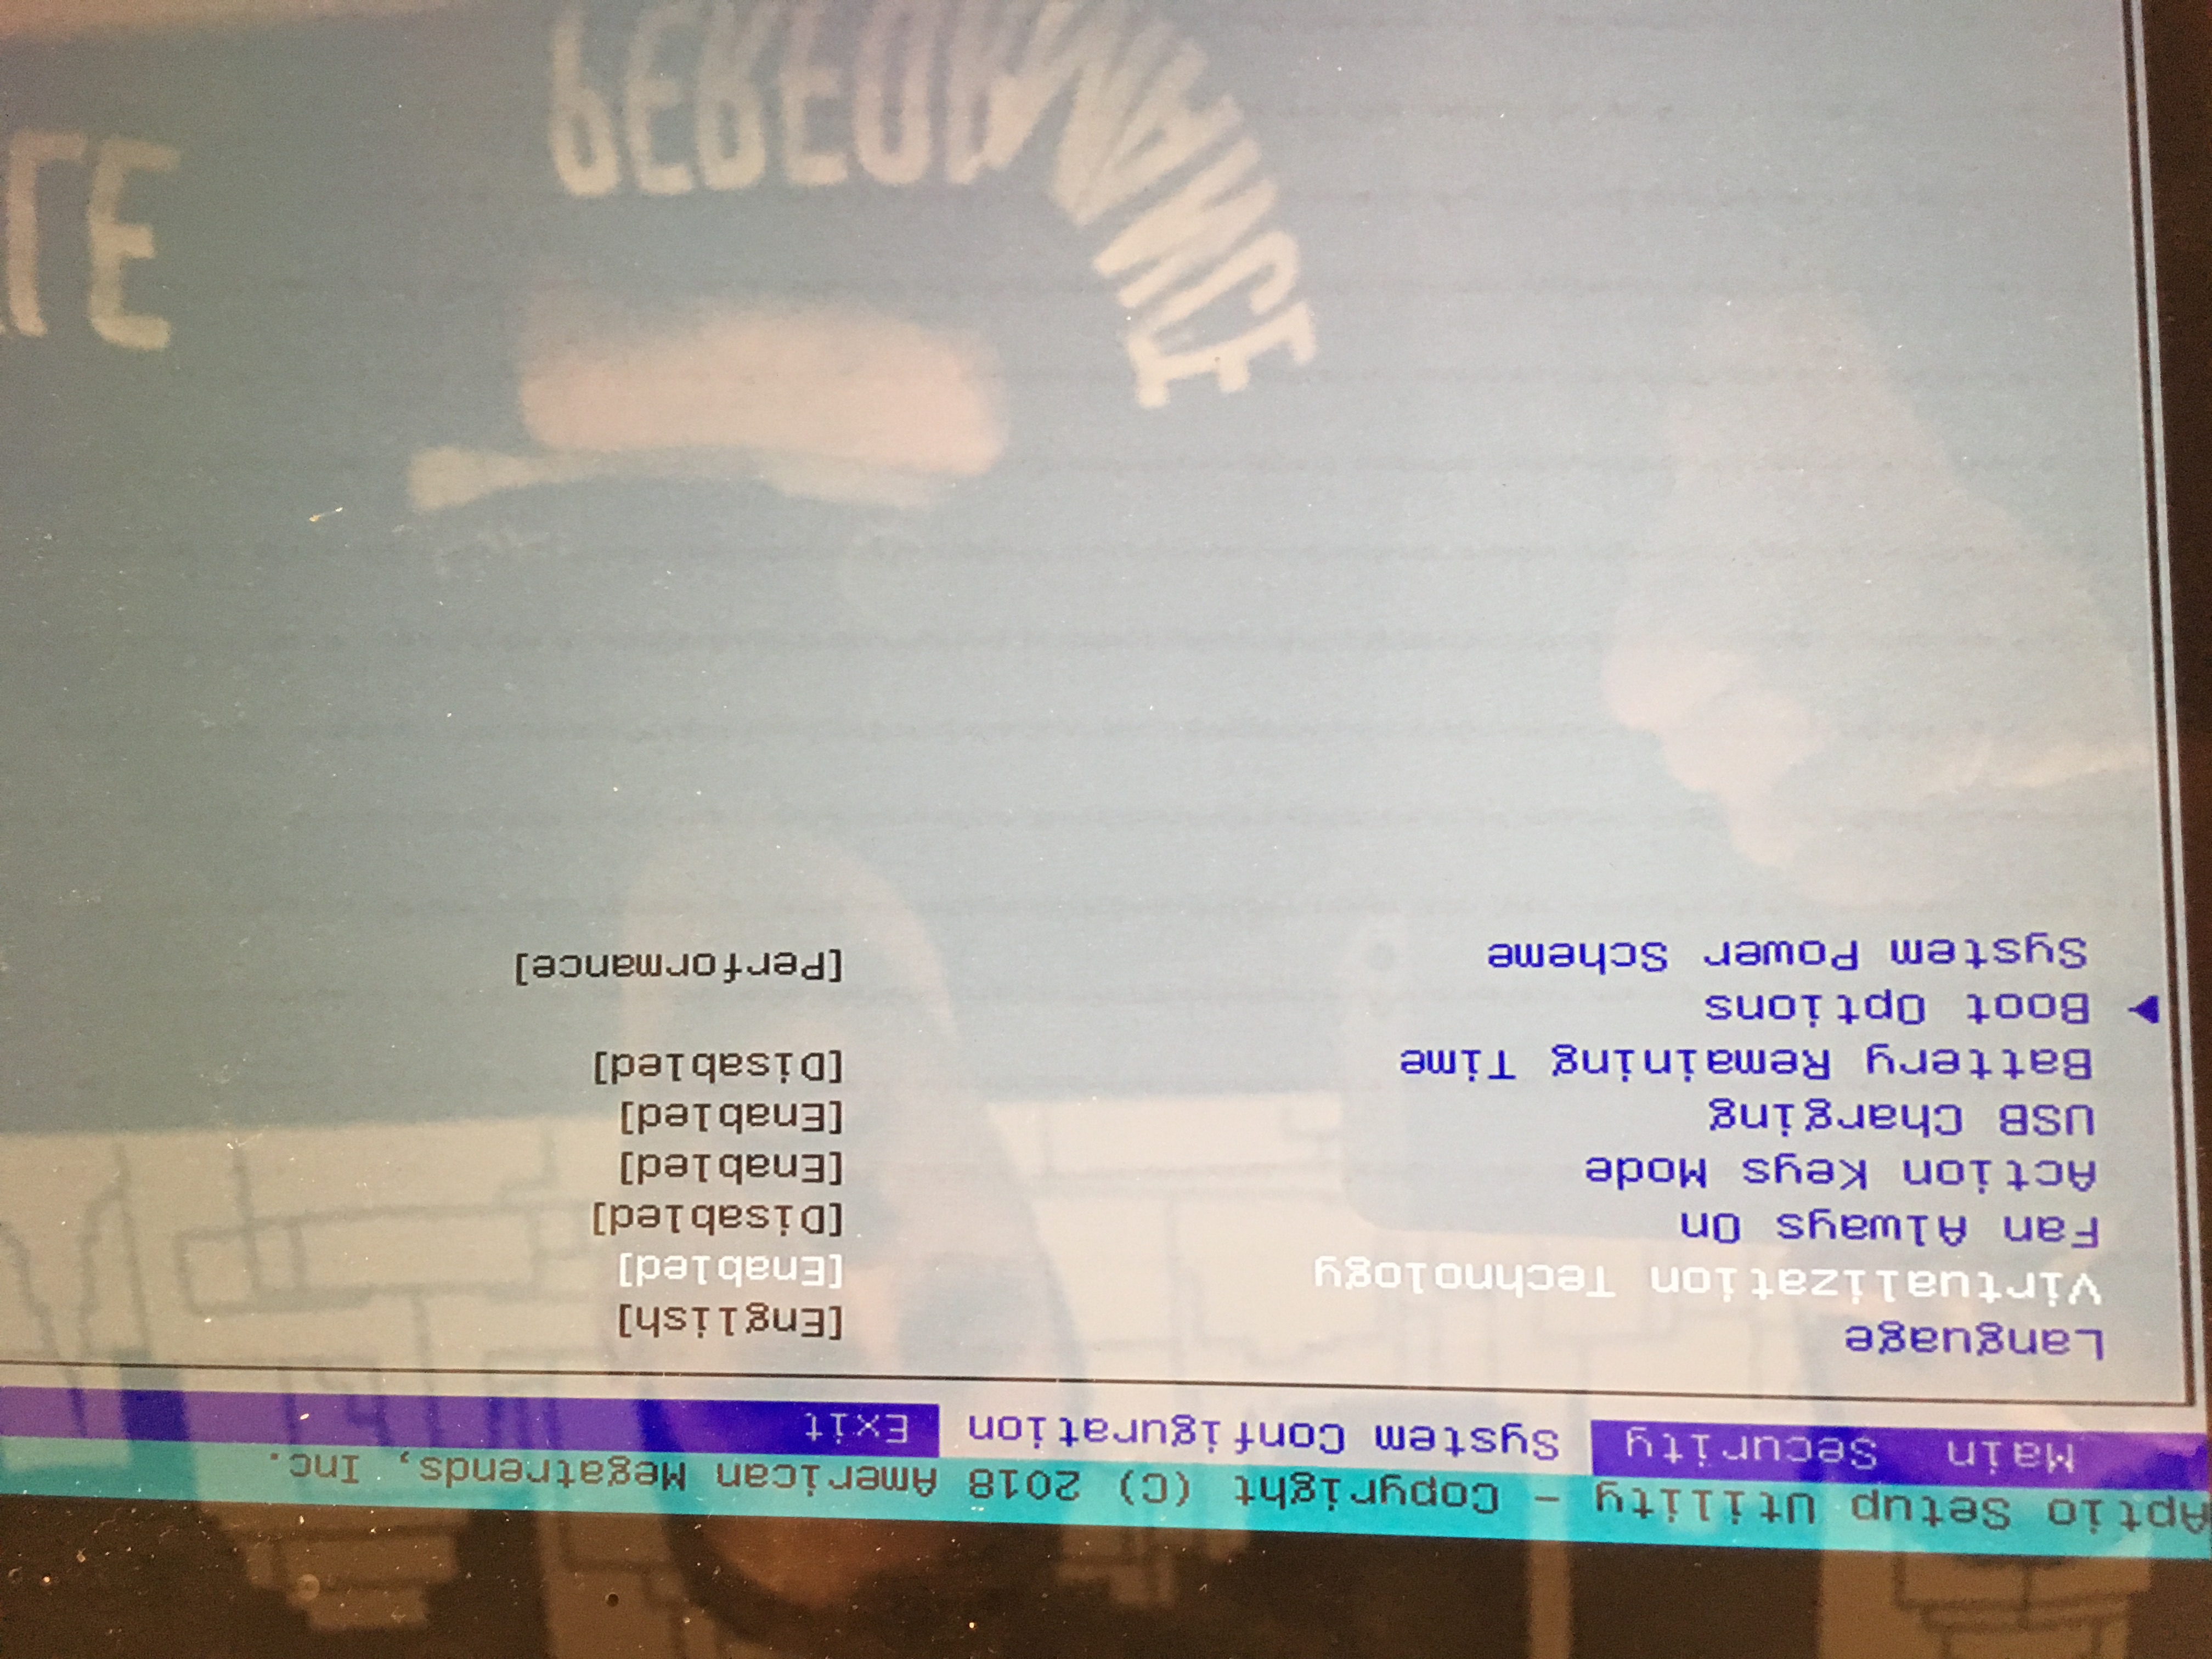 Aptio Setup Utility – Copyright (C) 2018 American Megatrends, Inc.
Main Security System Configuration Exit
Language [English]
Virtualization Technology [Enabled]
Fan Always On [Disabled]
Action Keys Mode [Enabled]
USB Charging [Enabled]
Battery Remaining Time [Disabled]
Boot Options
System Power Scheme [Performance]
PERFORMANCE